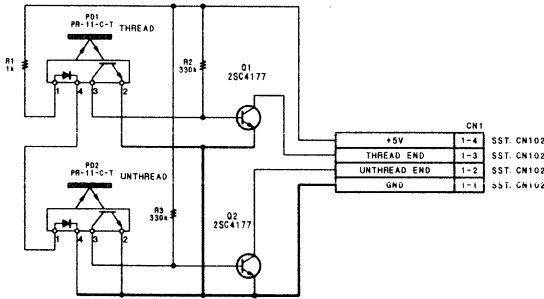 PD1
PR-11-C-T THREAD
R1
1k
R2
330k
Q1
2SC4177
1 4 3 2
CN1
+5V 1-4 SST. CN102
THREAD END 1-3 SST. CN102
UNTHREAD END 1-2 SST. CN102
GND 1-1 SST. CN102
PD2
PR-11-C-T UNTHREAD
R3
330k
Q2
2SC4177
1 4 3 2